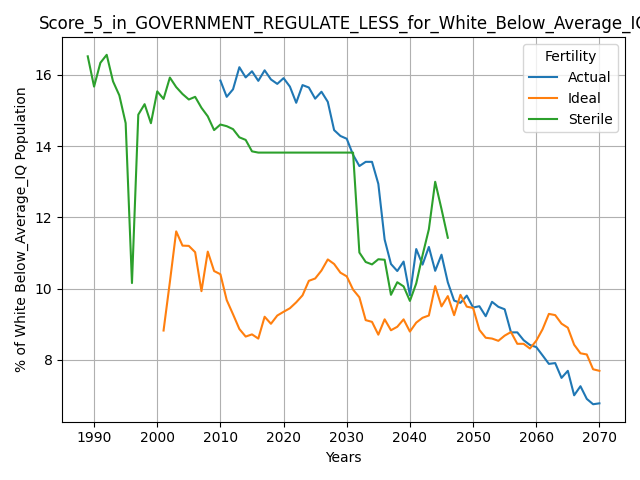 Score_5_in_GOVERNMENT_REGULATE_LESS_for_White_Below_Average_IQ
Fertility
Actual
Ideal
Sterile
% of White Below_Average_IQ Population
16
14
12
10
8
1990 2000 2010 2020 2030 2040 2050 2060 2070
Years